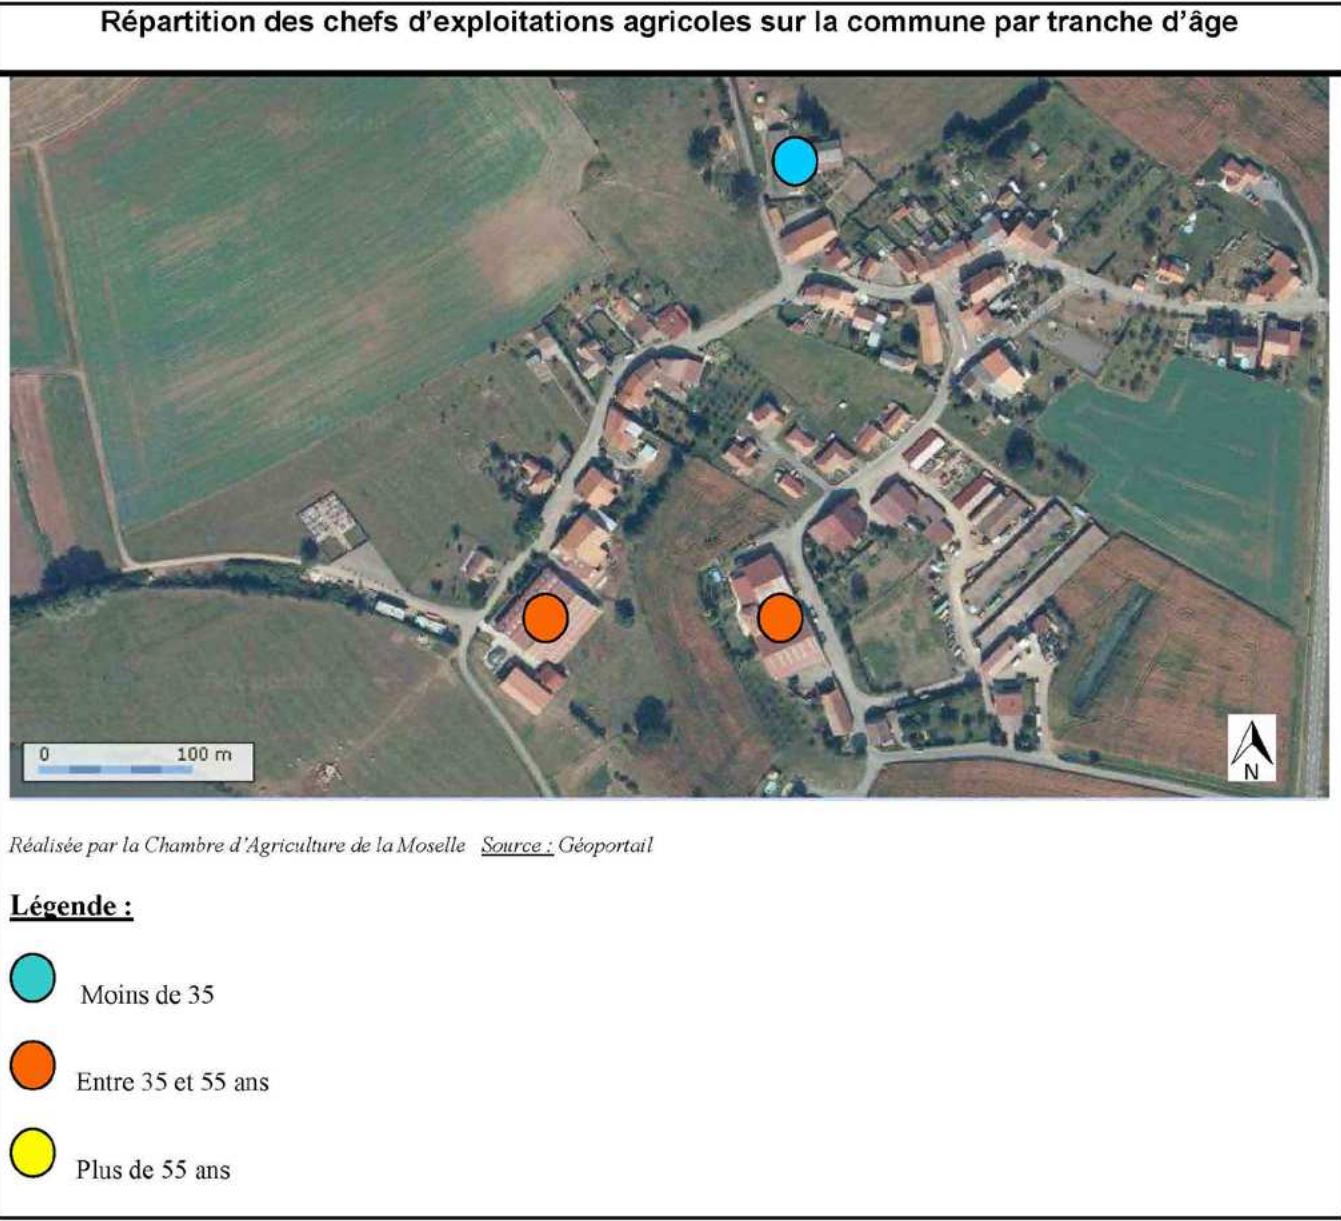 Répartition des chefs d'exploitations agricoles sur la commune par tranche d'âge
0 100 m
N
Réalisée par la Chambre d'Agriculture de la Moselle Source : Géoportail
Légende :
Moins de 35
Entre 35 et 55 ans
Plus de 55 ans